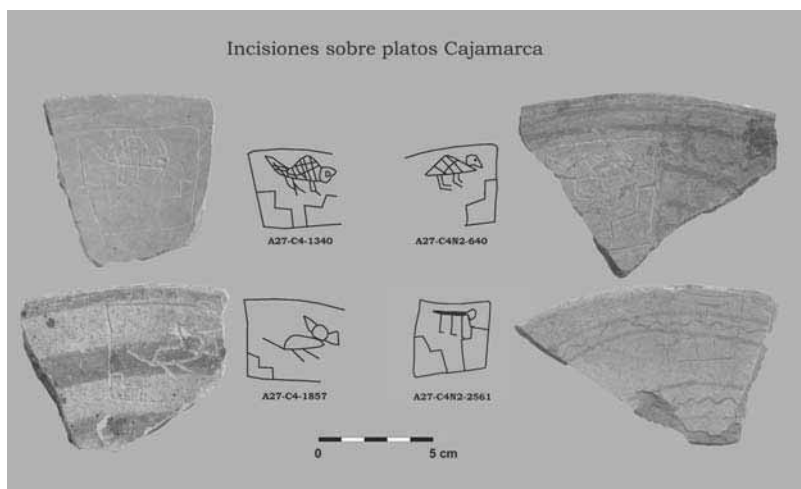 Incisiones sobre platos Cajamarca
A27-C4-1340
A27-C4N2-640
A27-C4-1857
A27-C4N2-2561
0 5 cm